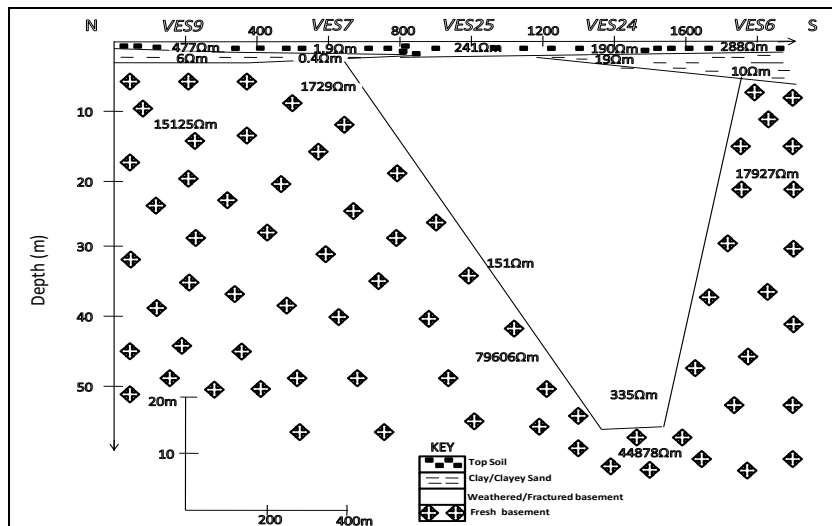 N VES9 400 VES7 800 VES25 1200 VES24 1600 VES6 S
477Ωm 1.9Ωm 241Ωm 190Ωm 288Ωm
6Ωm 0.4Ωm 19Ωm
10Ωm
1729Ωm
10
15125Ωm
17927Ωm
20
30
151Ωm
40
79606Ωm
50
335Ωm
20m
10
44878Ωm
200 400m
Depth (m)
KEY
Top Soil
Clay/Clayey Sand
Weathered/Fractured basement
Fresh basement